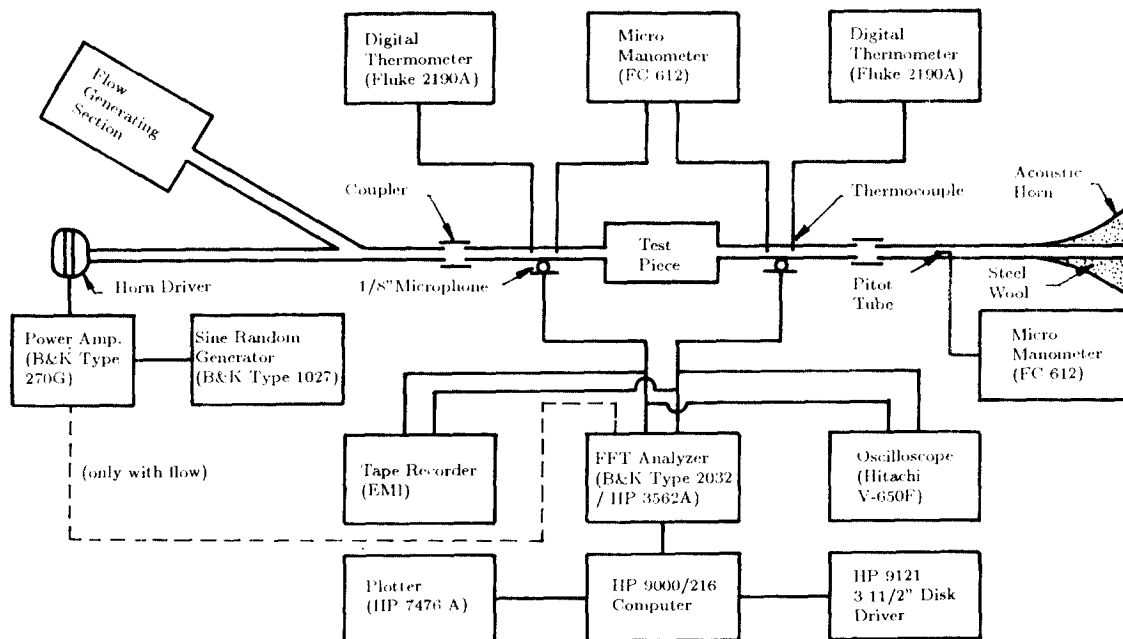 Digital
Thermometer
(Fluke 2190A)
Micro
Manometer
(FC 612)
Digital
Thermometer
(Fluke 2190A)
Flow
Generating
Section
Coupler
Thermocouple
Acoustic
Horn
Test
Piece
Horn Driver
1/8" Microphone
Pitot
Tube
Steel
Wool
Power Amp.
(B&K Type
270G)
Sine Random
Generator
(B&K Type 1027)
Micro
Manometer
(FC 612)
(only with flow)
Tape Recorder
(EMI)
FFT Analyzer
(B&K Type 2032
/ HP 3562A)
Oscilloscope
(Hitachi
V-650F)
Plotter
(HP 7476 A)
HP 9000/216
Computer
HP 9121
3 11/2" Disk
Driver